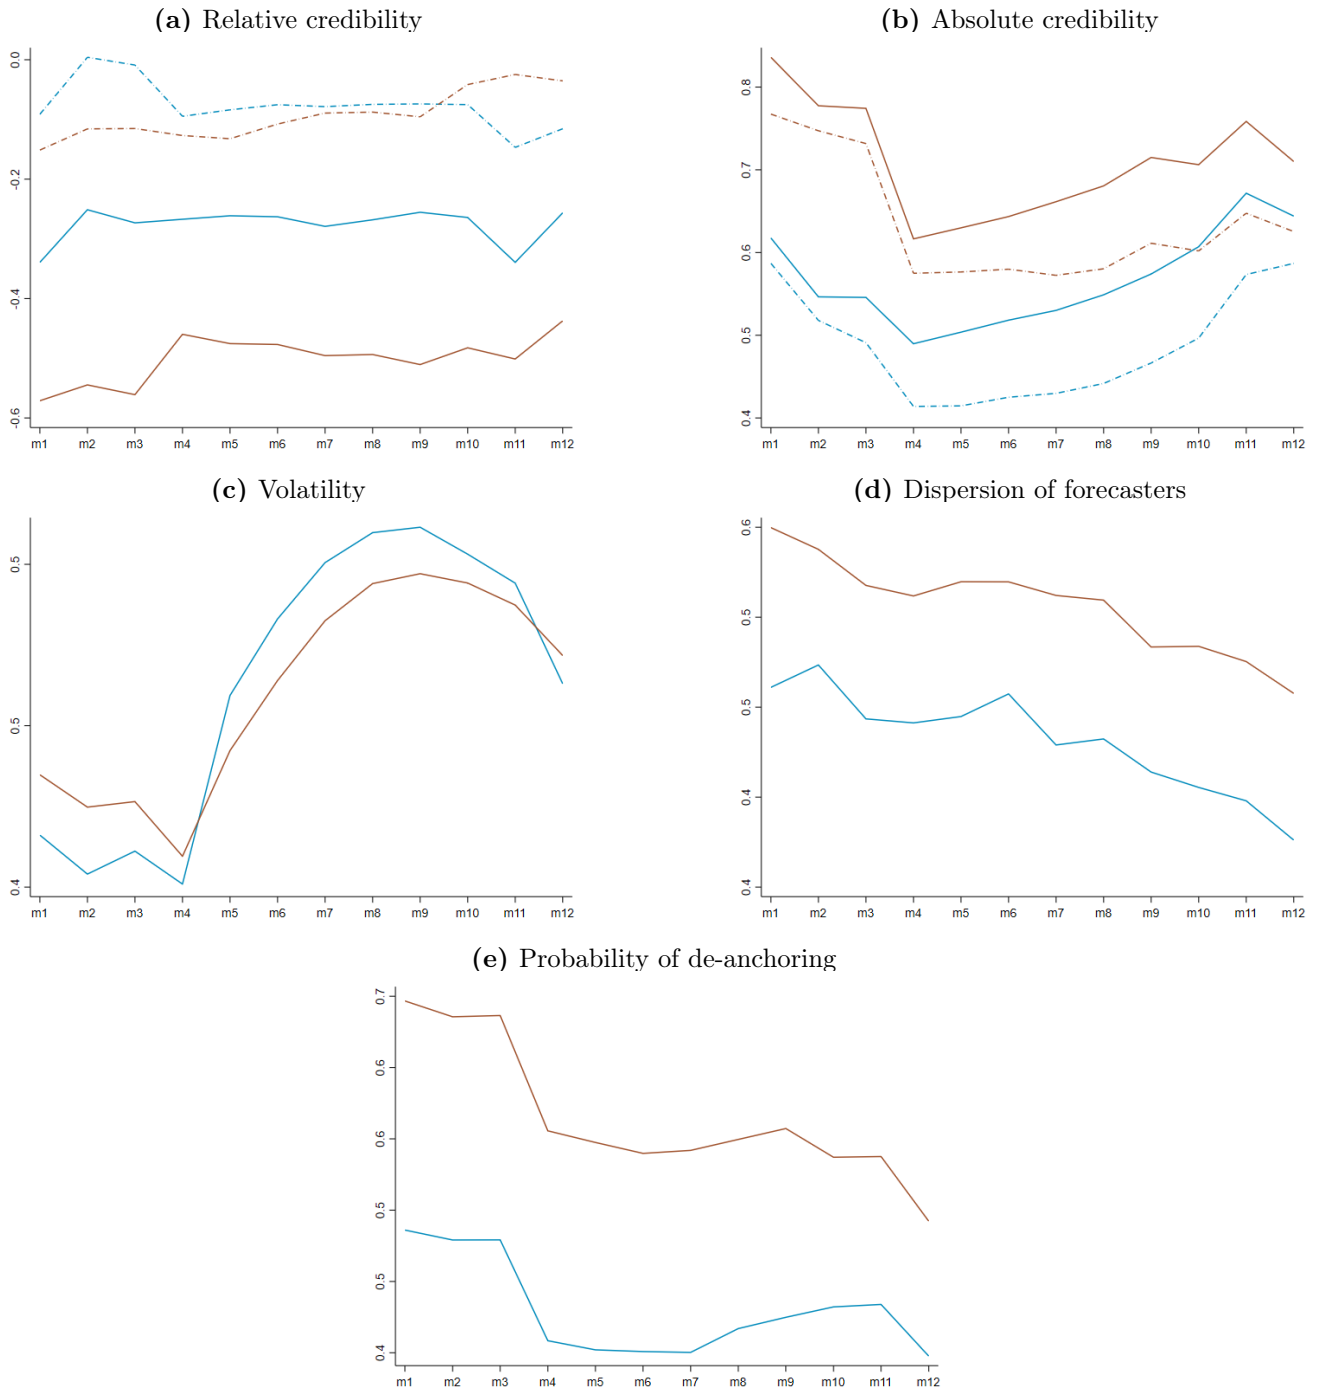 (a) Relative credibility
0.0
-0.2
-0.4
-0.6
m1 m2 m3 m4 m5 m6 m7 m8 m9 m10 m11 m12
(b) Absolute credibility
0.8
0.7
0.6
0.5
0.4
m1 m2 m3 m4 m5 m6 m7 m8 m9 m10 m11 m12
(c) Volatility
0.5
0.5
0.4
m1 m2 m3 m4 m5 m6 m7 m8 m9 m10 m11 m12
(d) Dispersion of forecasters
0.6
0.5
0.5
0.4
0.4
m1 m2 m3 m4 m5 m6 m7 m8 m9 m10 m11 m12
(e) Probability of de-anchoring
0.7
0.6
0.6
0.5
0.5
0.4
m1 m2 m3 m4 m5 m6 m7 m8 m9 m10 m11 m12